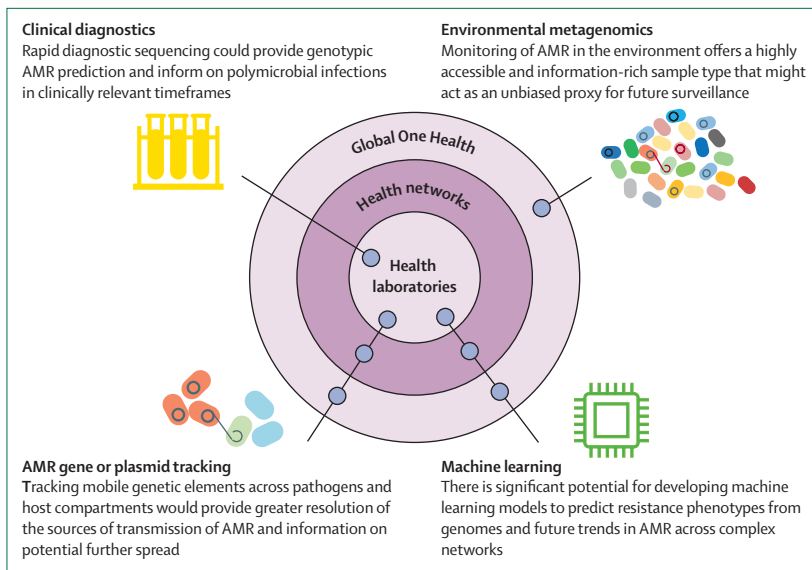 Clinical diagnostics
Rapid diagnostic sequencing could provide genotypic
AMR prediction and inform on polymicrobial infections
in clinically relevant timeframes
Environmental metagenomics
Monitoring of AMR in the environment offers a highly
accessible and information-rich sample type that might
act as an unbiased proxy for future surveillance
Global One Health
Health networks
Health
laboratories
AMR gene or plasmid tracking
Tracking mobile genetic elements across pathogens and
host compartments would provide greater resolution of
the sources of transmission of AMR and information on
potential further spread
Machine learning
There is significant potential for developing machine
learning models to predict resistance phenotypes from
genomes and future trends in AMR across complex
networks